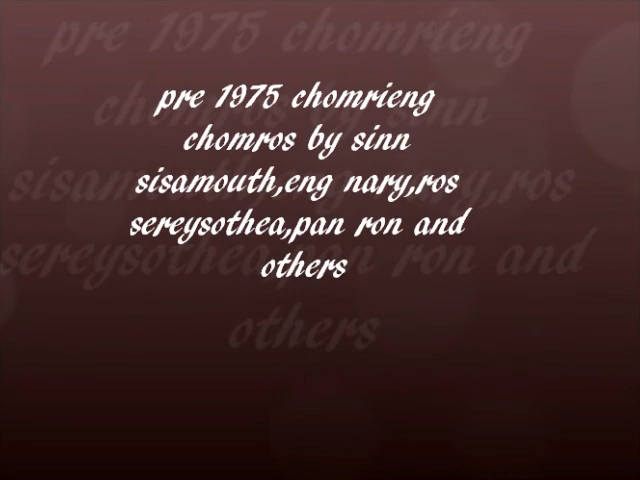 pre 1975 chomrieng
chomros by sinn
sisamouth,eng nary,ros
sereysothea,pan ron and
others